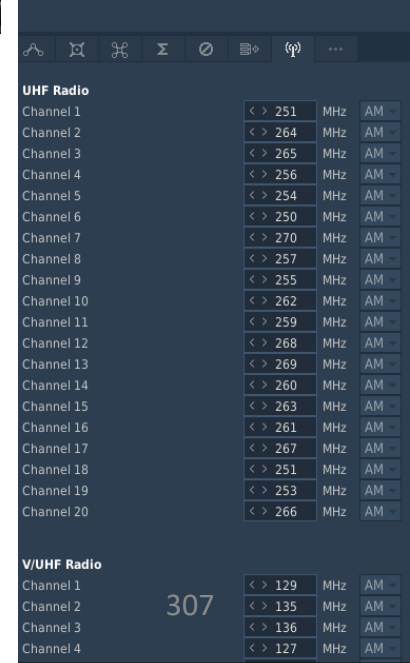 UHF Radio
Channel 1 < > 251 MHz AM
Channel 2 < > 264 MHz AM
Channel 3 < > 265 MHz AM
Channel 4 < > 256 MHz AM
Channel 5 < > 254 MHz AM
Channel 6 < > 250 MHz AM
Channel 7 < > 270 MHz AM
Channel 8 < > 257 MHz AM
Channel 9 < > 255 MHz AM
Channel 10 < > 262 MHz AM
Channel 11 < > 259 MHz AM
Channel 12 < > 268 MHz AM
Channel 13 < > 269 MHz AM
Channel 14 < > 260 MHz AM
Channel 15 < > 263 MHz AM
Channel 16 < > 261 MHz AM
Channel 17 < > 267 MHz AM
Channel 18 < > 251 MHz AM
Channel 19 < > 253 MHz AM
Channel 20 < > 266 MHz AM
V/UHF Radio
Channel 1 < > 129 MHz AM
Channel 2 < > 135 MHz AM
307
Channel 3 < > 136 MHz AM
Channel 4 < > 127 MHz AM